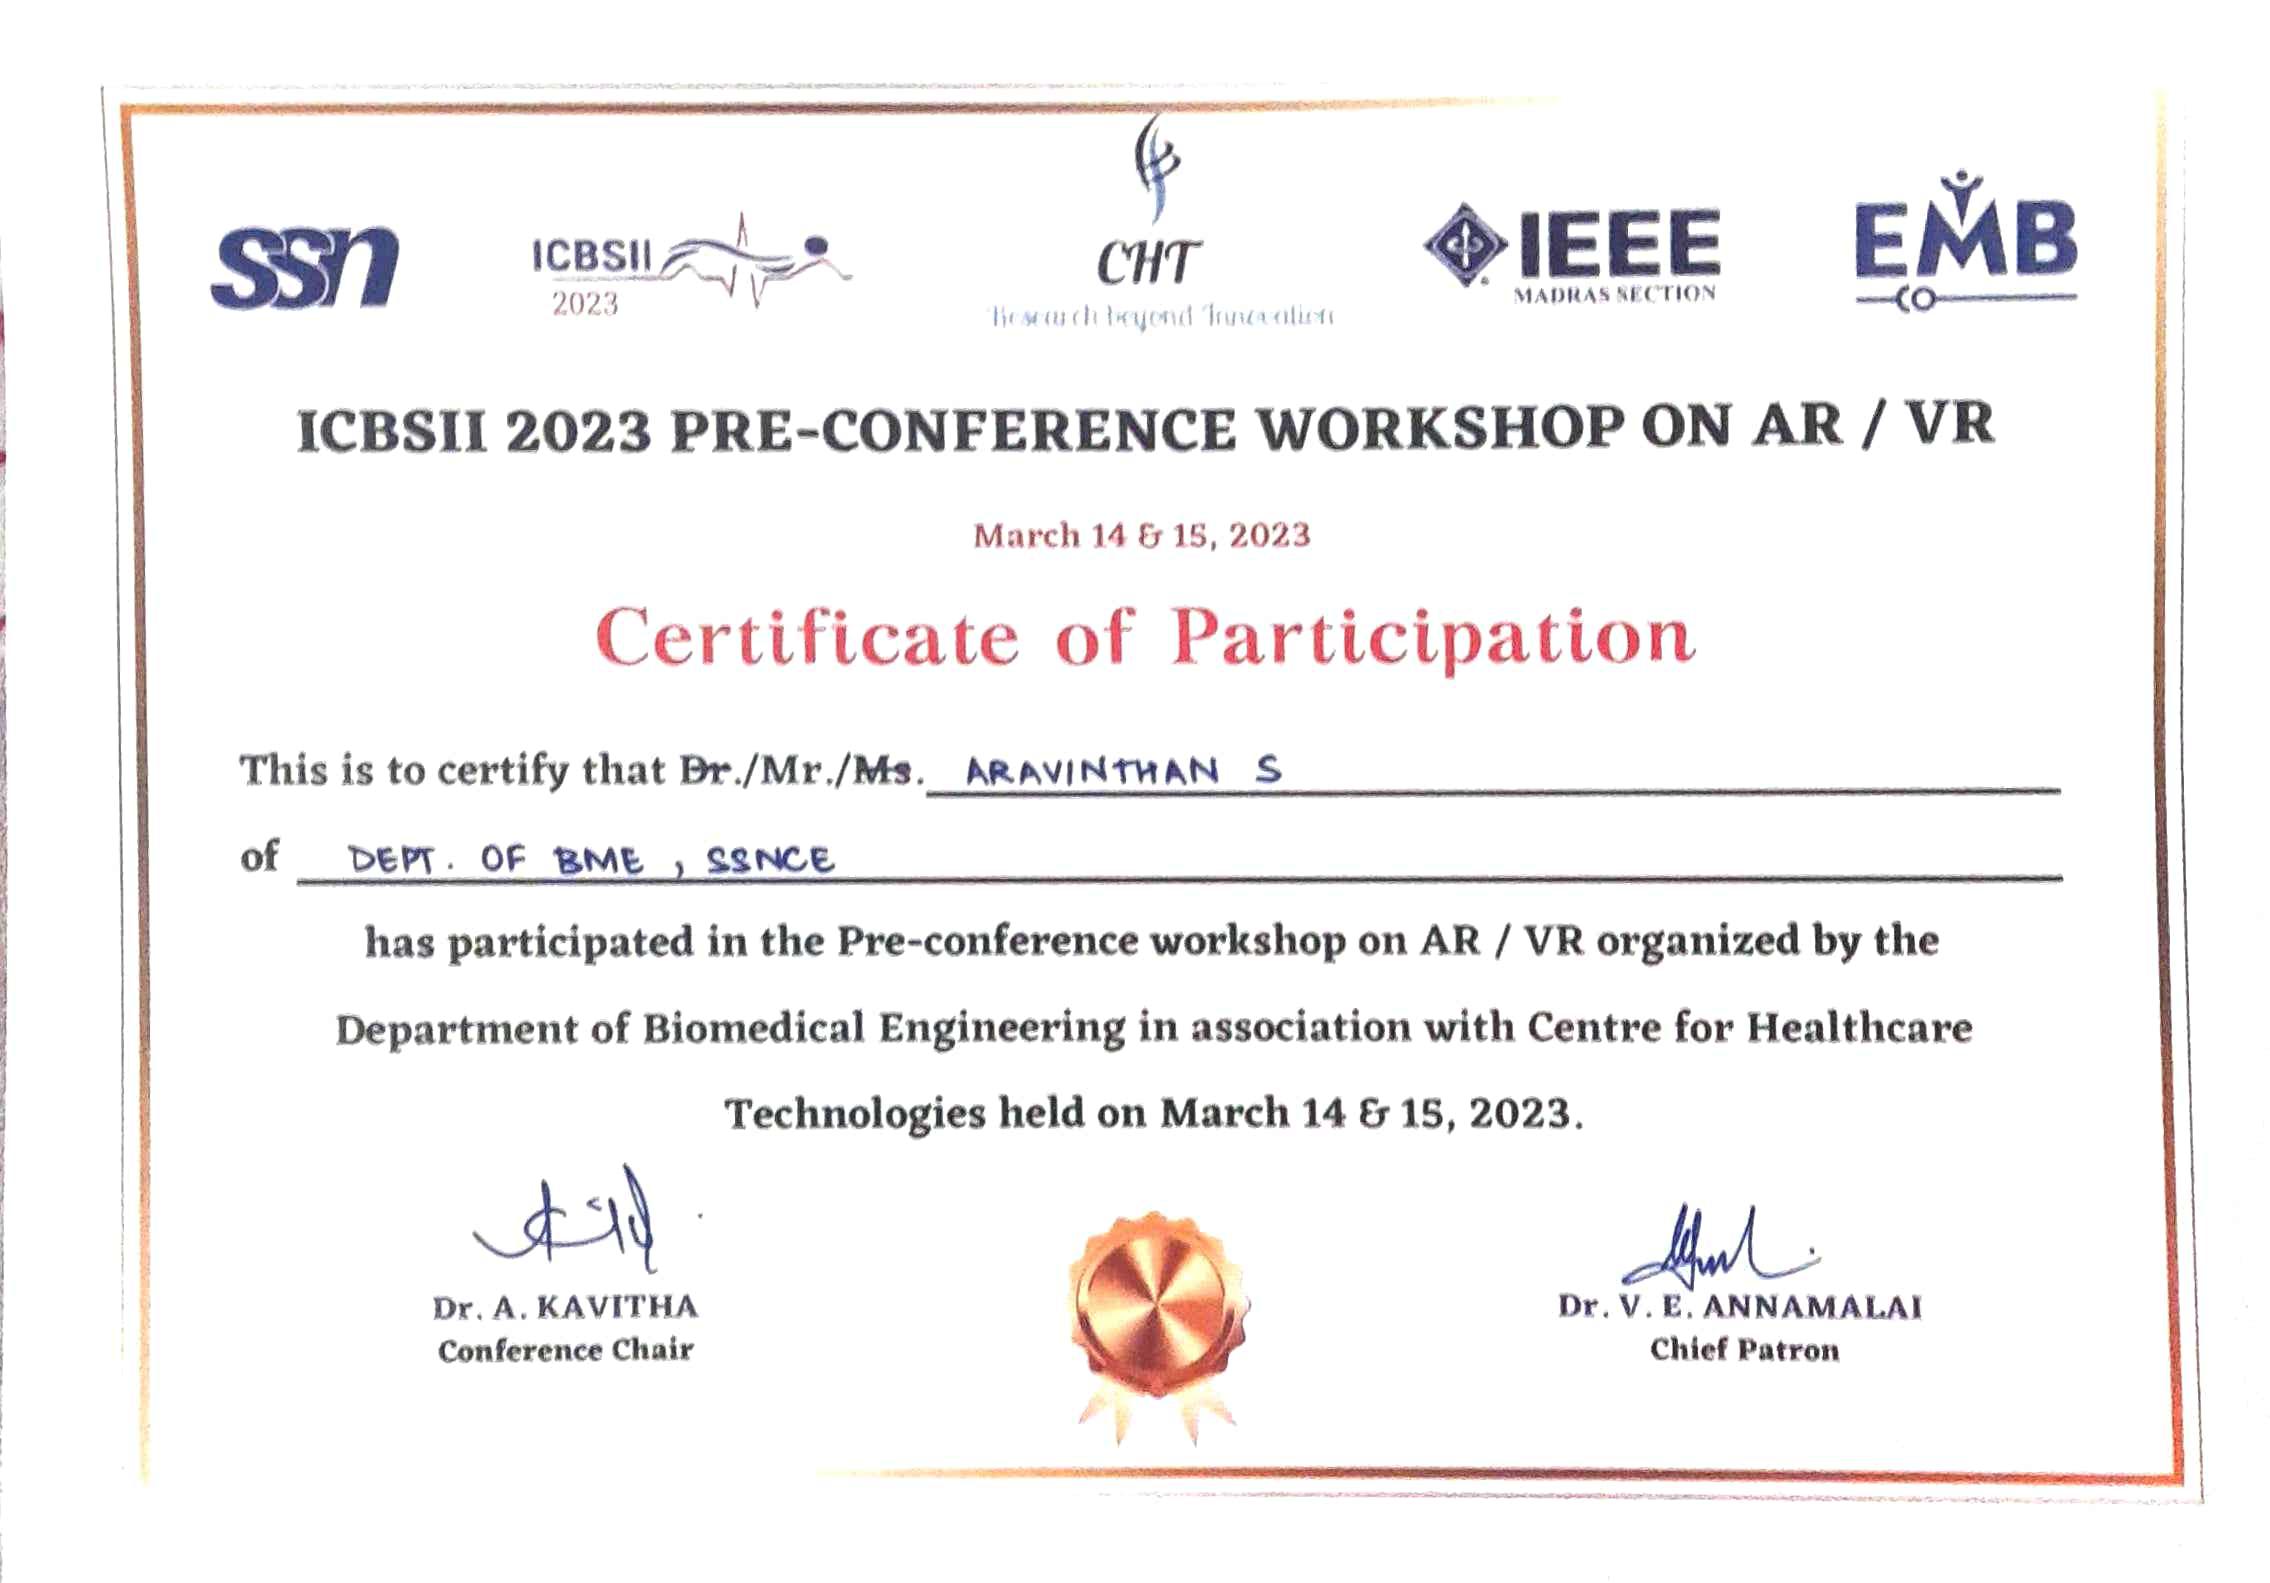 ssn
ICBSII
2023
CHT
Research beyond Innovation
IEEE
MADRAS SECTION
EMB
ICBSII 2023 PRE-CONFERENCE WORKSHOP ON AR / VR
March 14 & 15, 2023
Certificate of Participation
This is to certify that Dr./Mr./Ms. ARAVINTHAN S
of DEPT. OF BME, SSNCE
has participated in the Pre-conference workshop on AR / VR organized by the
Department of Biomedical Engineering in association with Centre for Healthcare
Technologies held on March 14 & 15, 2023.
Dr. A. KAVITHA
Conference Chair
Dr. V. E. ANNAMALAI
Chief Patron